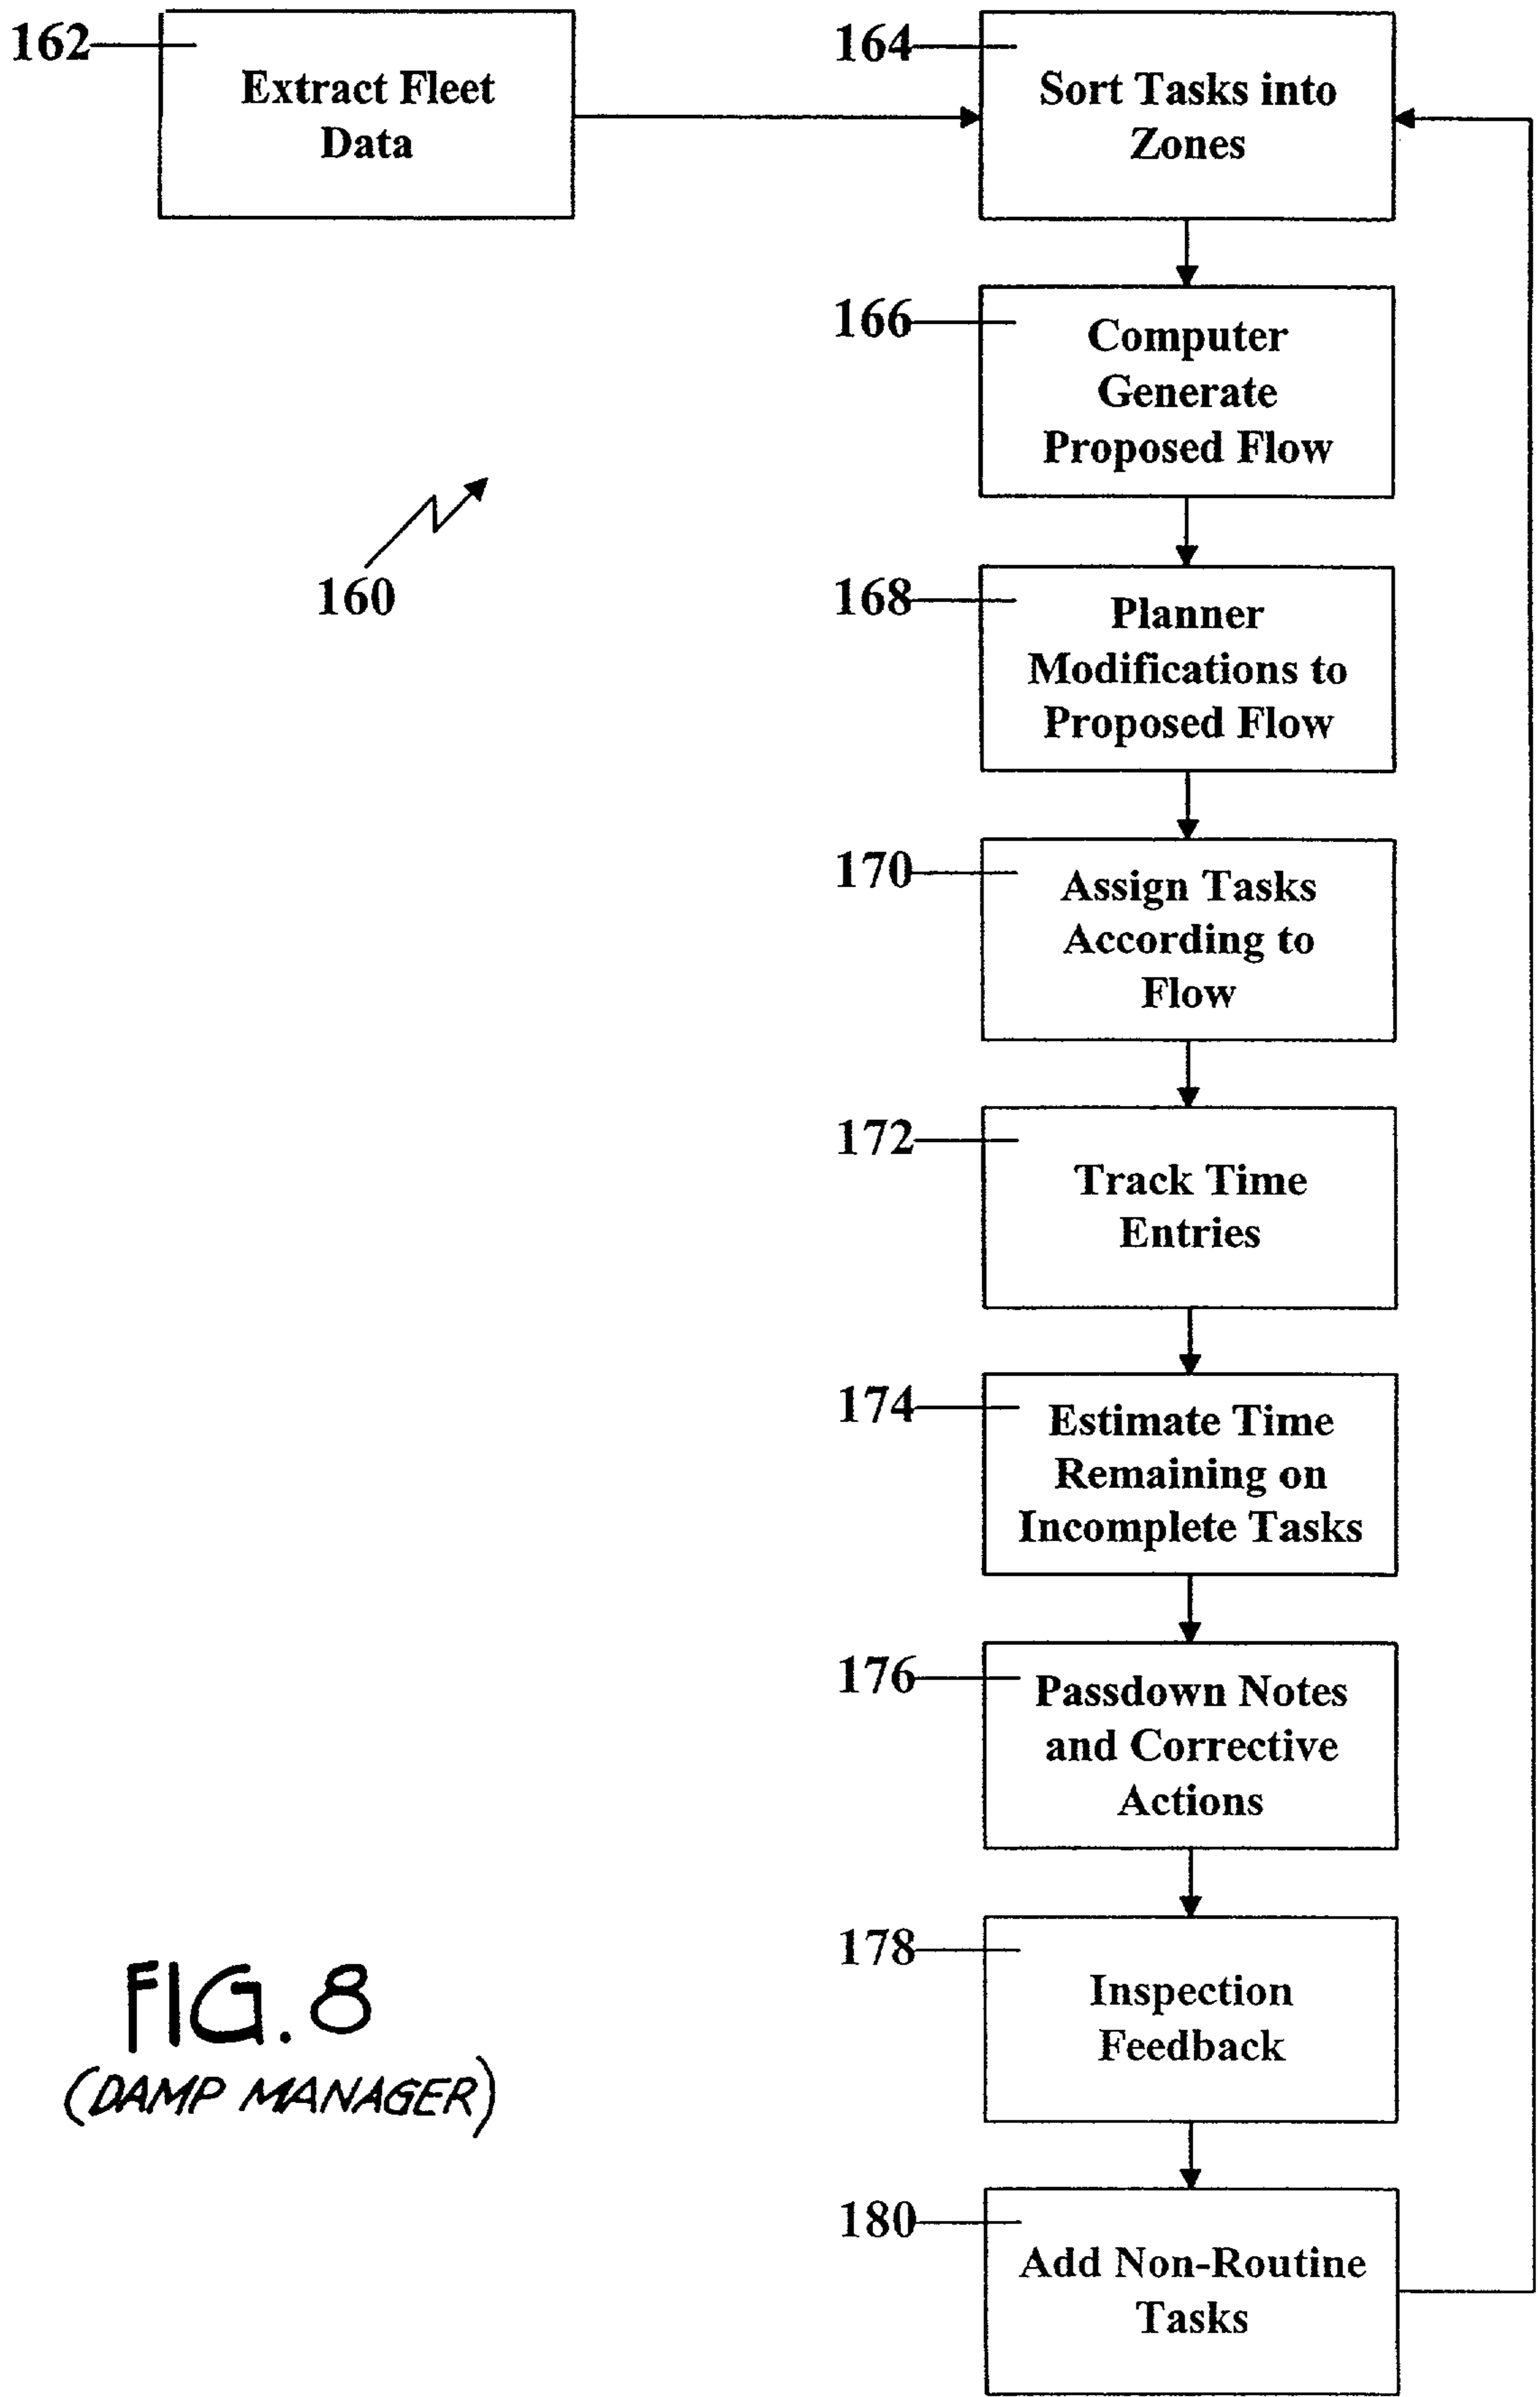 162
Extract Fleet
Data
164
Sort Tasks into
Zones
166
Computer
Generate
Proposed Flow
160
168
Planner
Modifications to
Proposed Flow
170
Assign Tasks
According to
Flow
172
Track Time
Entries
174
Estimate Time
Remaining on
Incomplete Tasks
176
Passdown Notes
and Corrective
Actions
178
Inspection
Feedback
180
Add Non-Routine
Tasks
FIG. 8
(DAMP MANAGER)